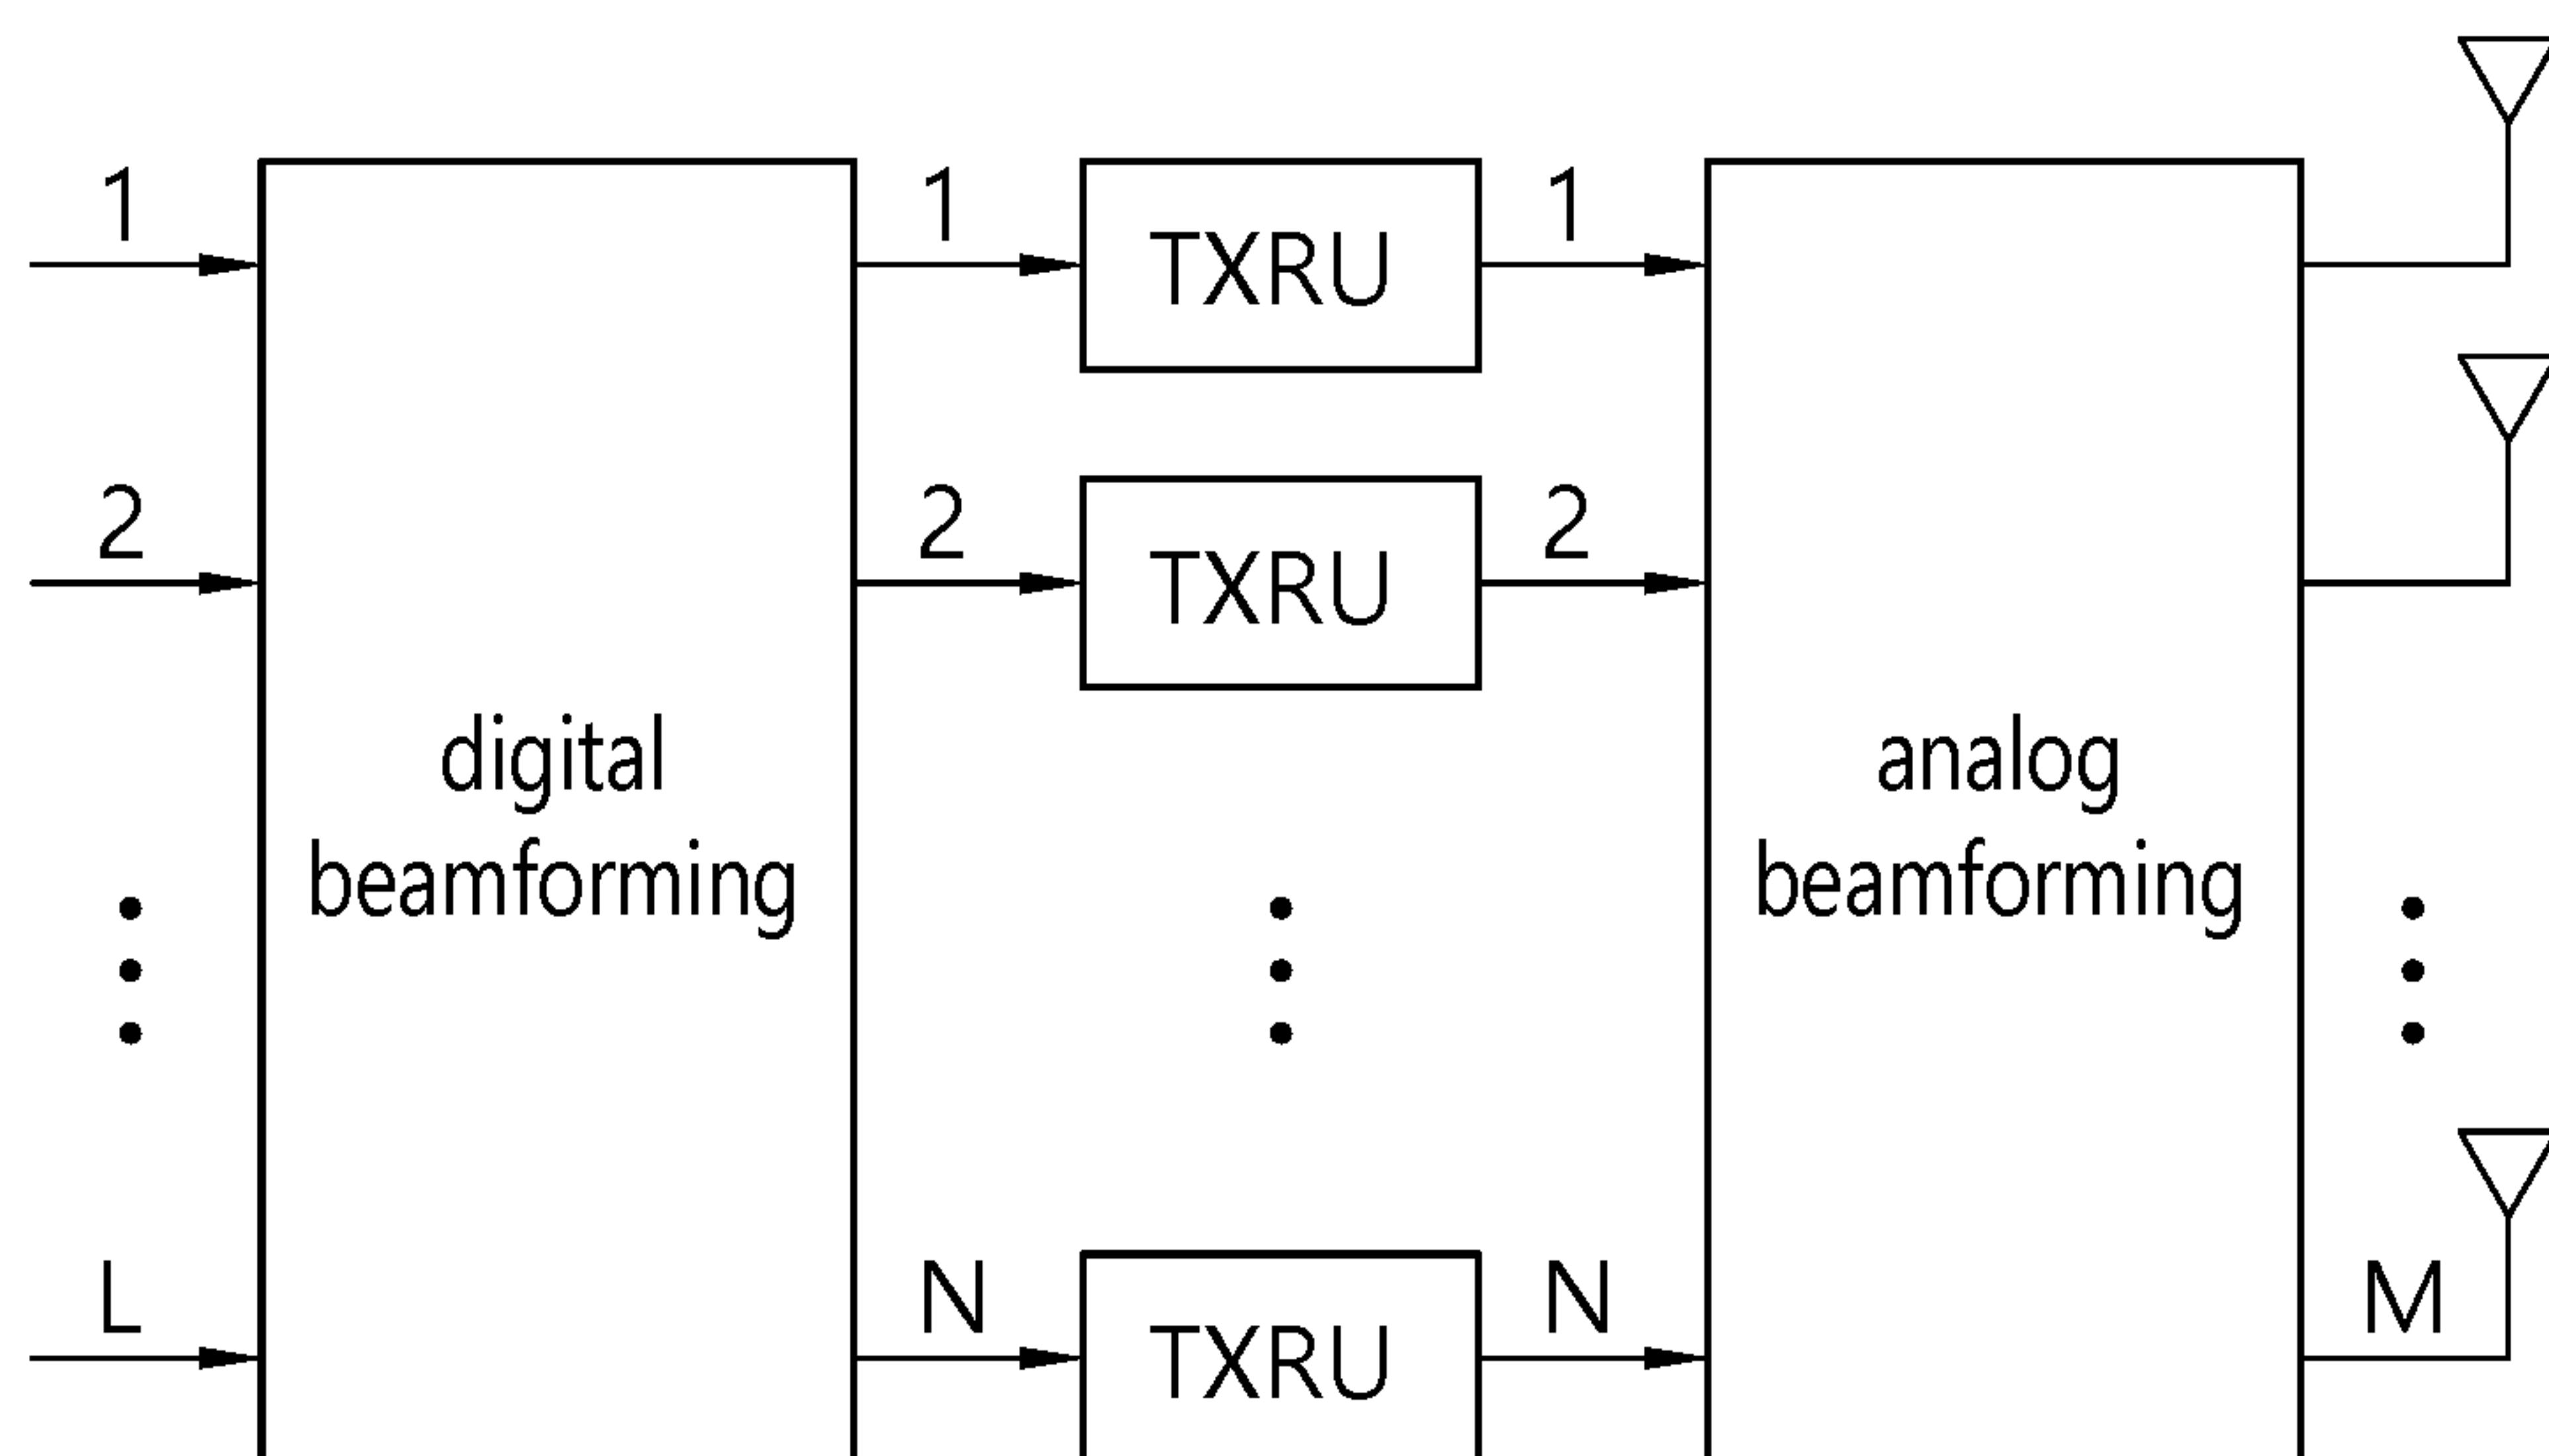 1
1
TXRU
1
2
2
TXRU
2
digital
beamforming
analog
beamforming
L
N
TXRU
N
M